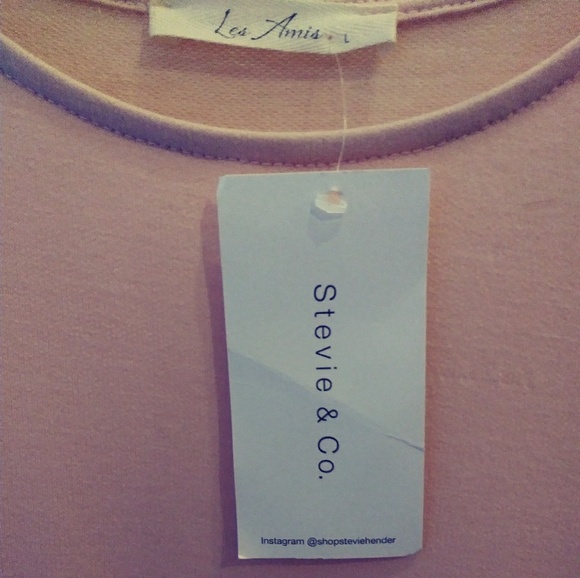 Les Amis
Stevie & Co.
Instagram @shopsteviehender